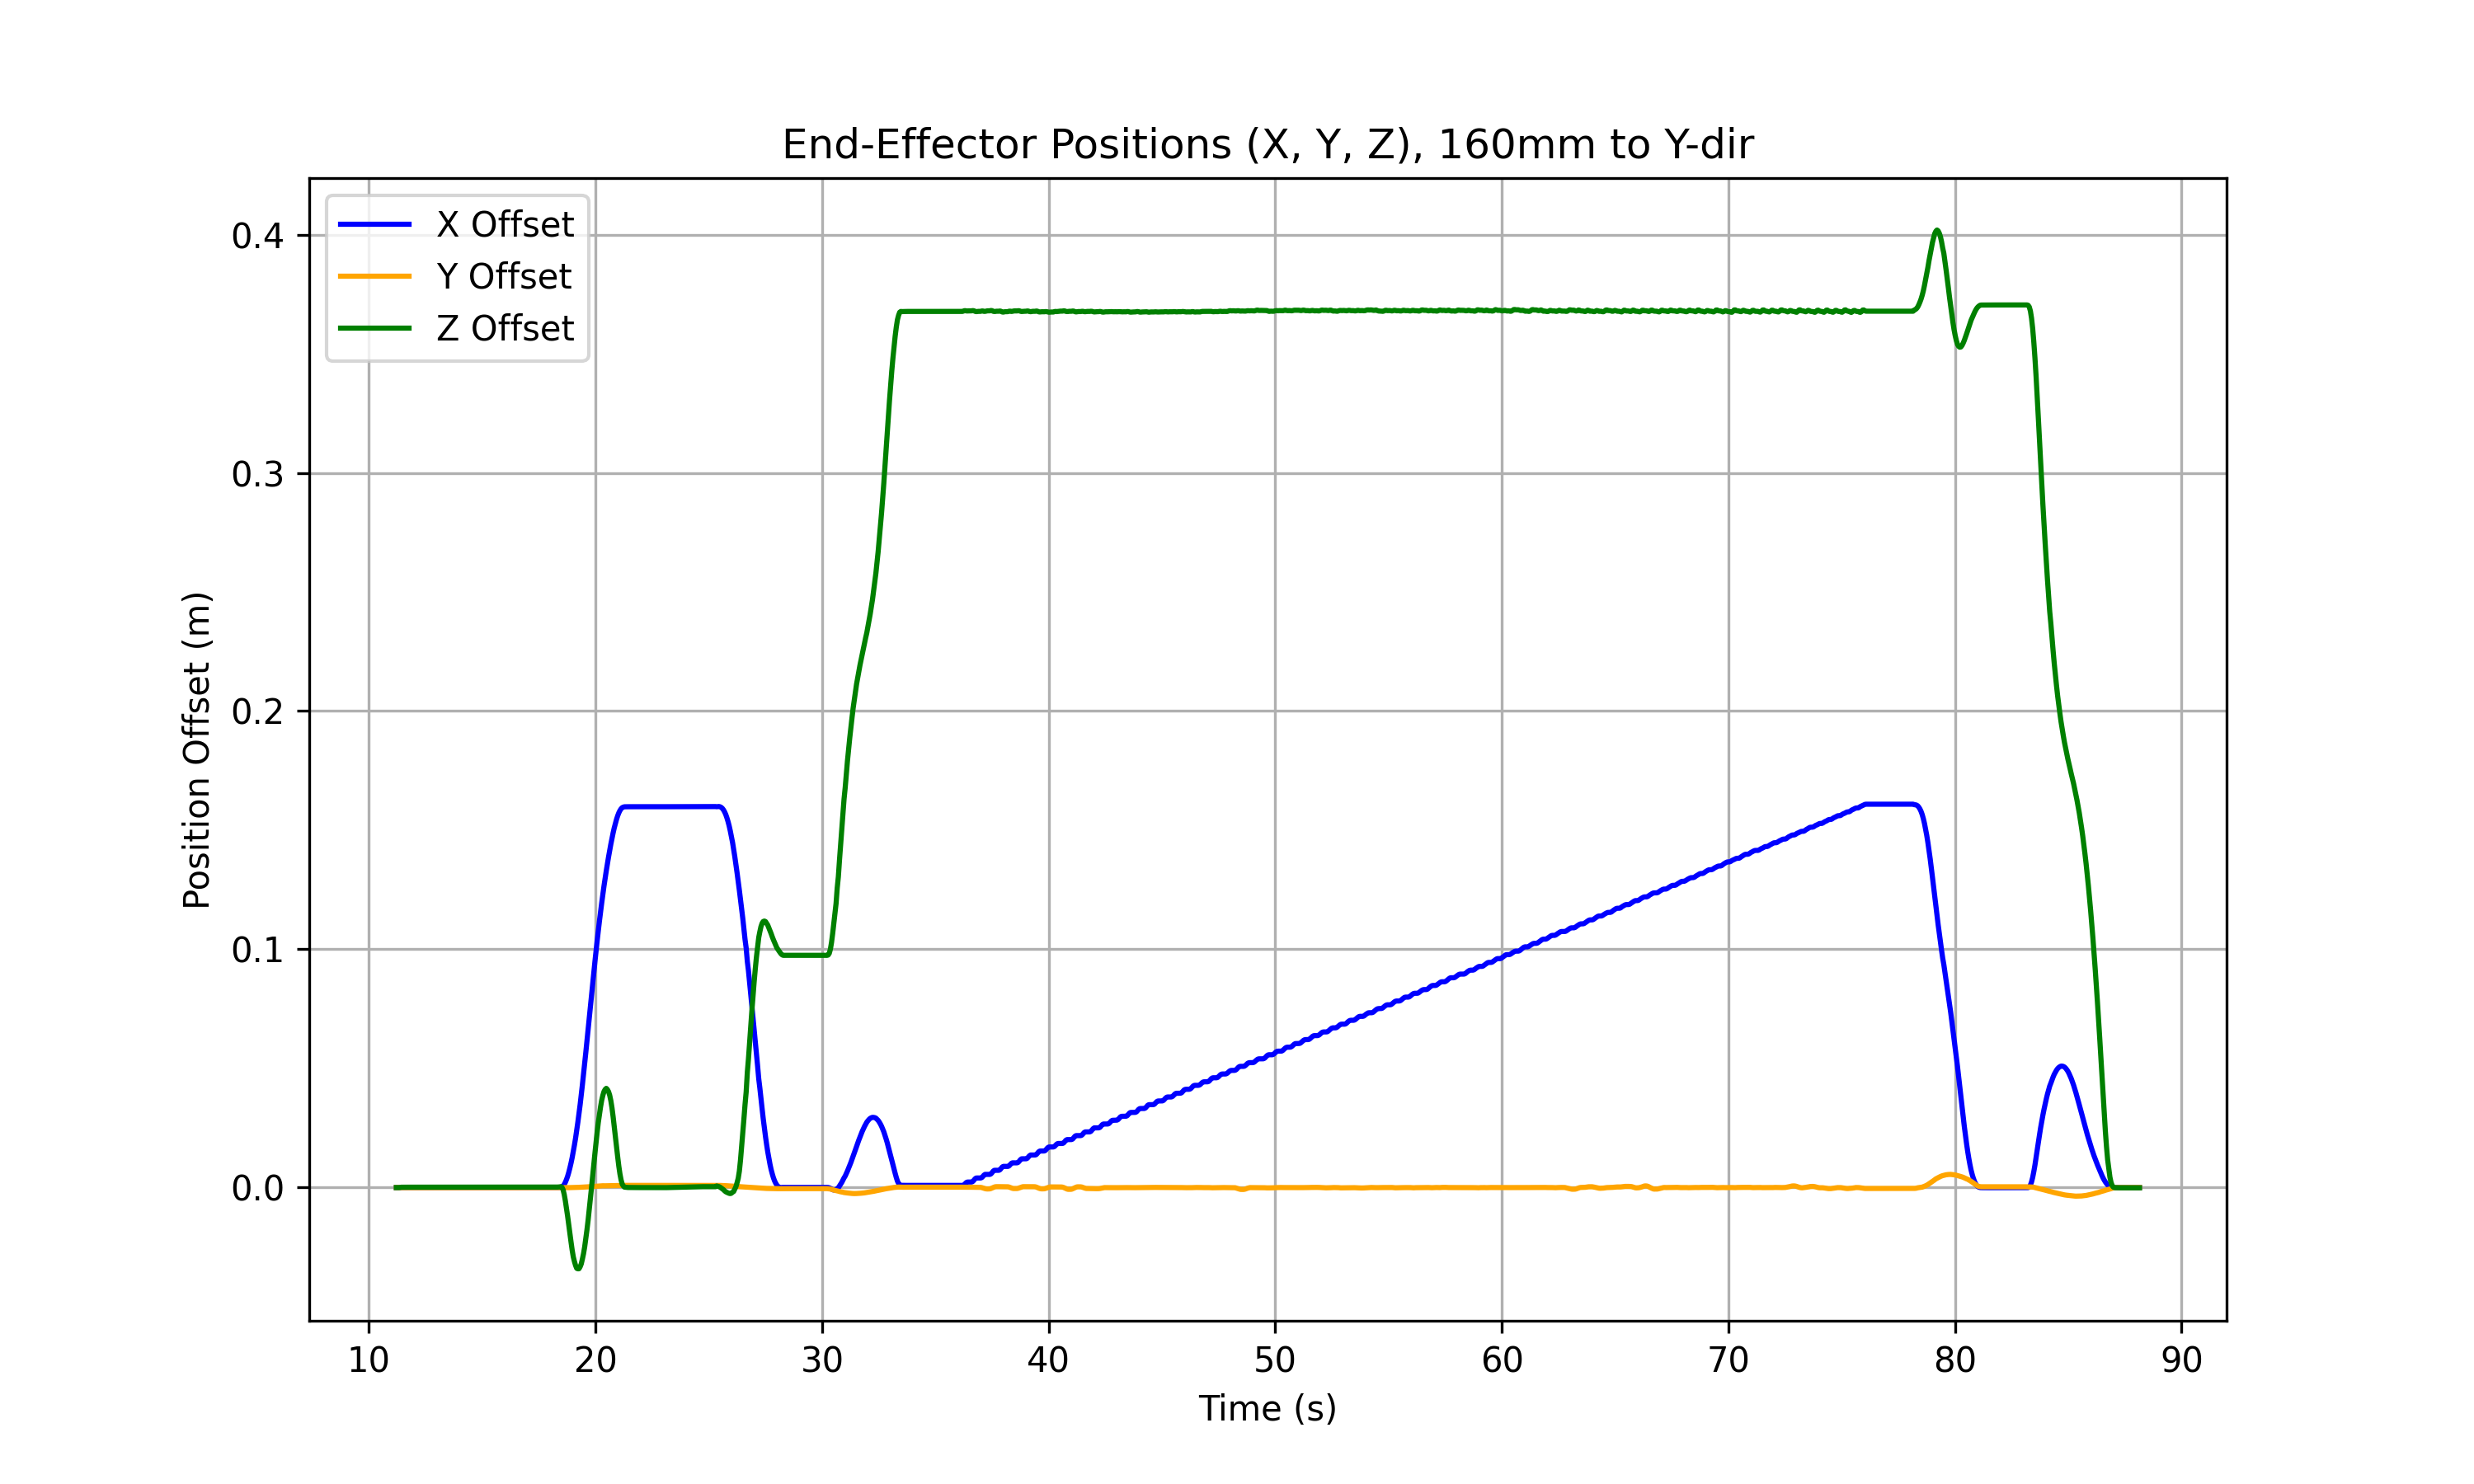 End-Effector Positions (X, Y, Z), 160mm to Y-dir
X Offset
Y Offset
Z Offset
0.4
0.3
0.2
0.1
0.0
Position Offset (m)
10 20 30 40 50 60 70 80 90
Time (s)